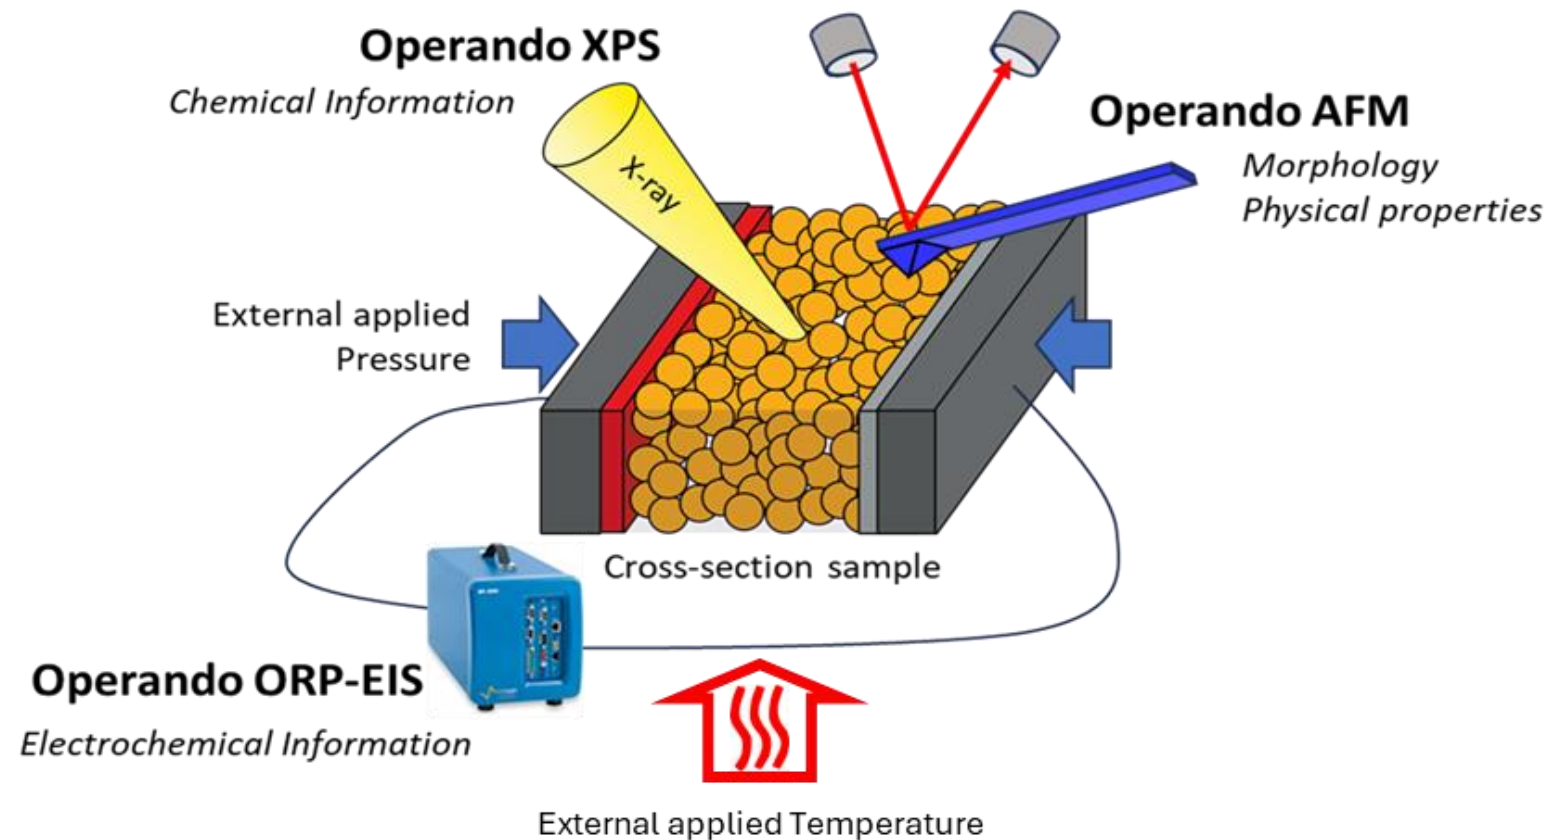 Operando XPS
Chemical Information
X-ray
Operando AFM
Morphology
Physical properties
External applied
Pressure
Cross-section sample
Operando ORP-EIS
Electrochemical Information
External applied Temperature